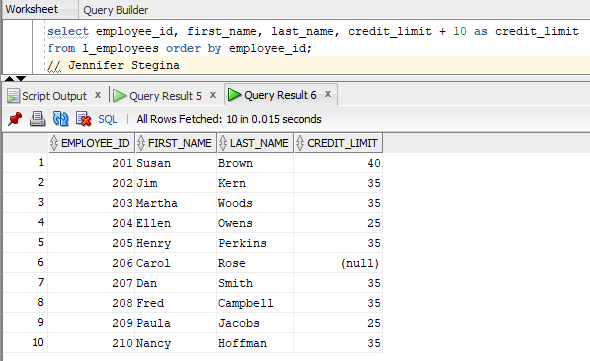 Worksheet Query Builder
select employee_id, first_name, last_name, credit_limit + 10 as credit_limit
from l_employees order by employee_id;
// Jennifer Stegina
Script Output x Query Result 5 x Query Result 6 x
SQL | All Rows Fetched: 10 in 0.015 seconds
EMPLOYEE_ID FIRST_NAME LAST_NAME CREDIT_LIMIT
1 201 Susan Brown 40
2 202 Jim Kern 35
3 203 Martha Woods 35
4 204 Ellen Owens 25
5 205 Henry Perkins 35
6 206 Carol Rose (null)
7 207 Dan Smith 35
8 208 Fred Campbell 35
9 209 Paula Jacobs 25
10 210 Nancy Hoffman 35